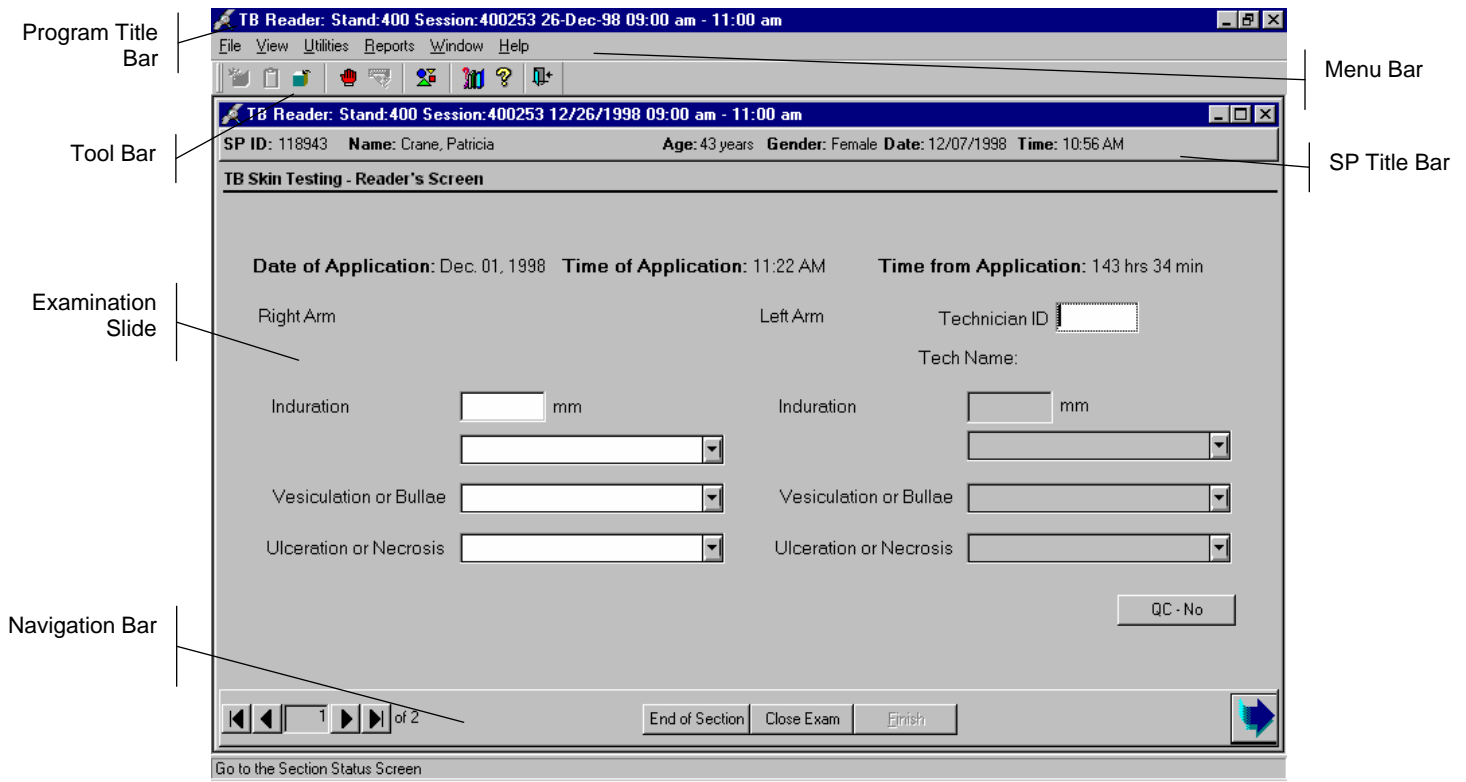 Program Title
Bar
TB Reader: Stand:400 Session:400253 26-Dec-98 09:00 am - 11:00 am
File View Utilities Reports Window Help
Menu Bar
Tool Bar
TB Reader: Stand:400 Session:400253 12/26/1998 09:00 am - 11:00 am
SP ID: 118943 Name: Crane, Patricia Age: 43 years Gender: Female Date: 12/07/1998 Time: 10:56 AM
SP Title Bar
TB Skin Testing - Reader's Screen
Date of Application: Dec. 01, 1998 Time of Application: 11:22 AM Time from Application: 143 hrs 34 min
Examination
Slide
Right Arm Left Arm Technician ID
Tech Name:
Induration mm Induration mm
Vesiculation or Bullae Vesiculation or Bullae
Ulceration or Necrosis Ulceration or Necrosis
QC - No
Navigation Bar
1 of 2 End of Section Close Exam Finish
Go to the Section Status Screen